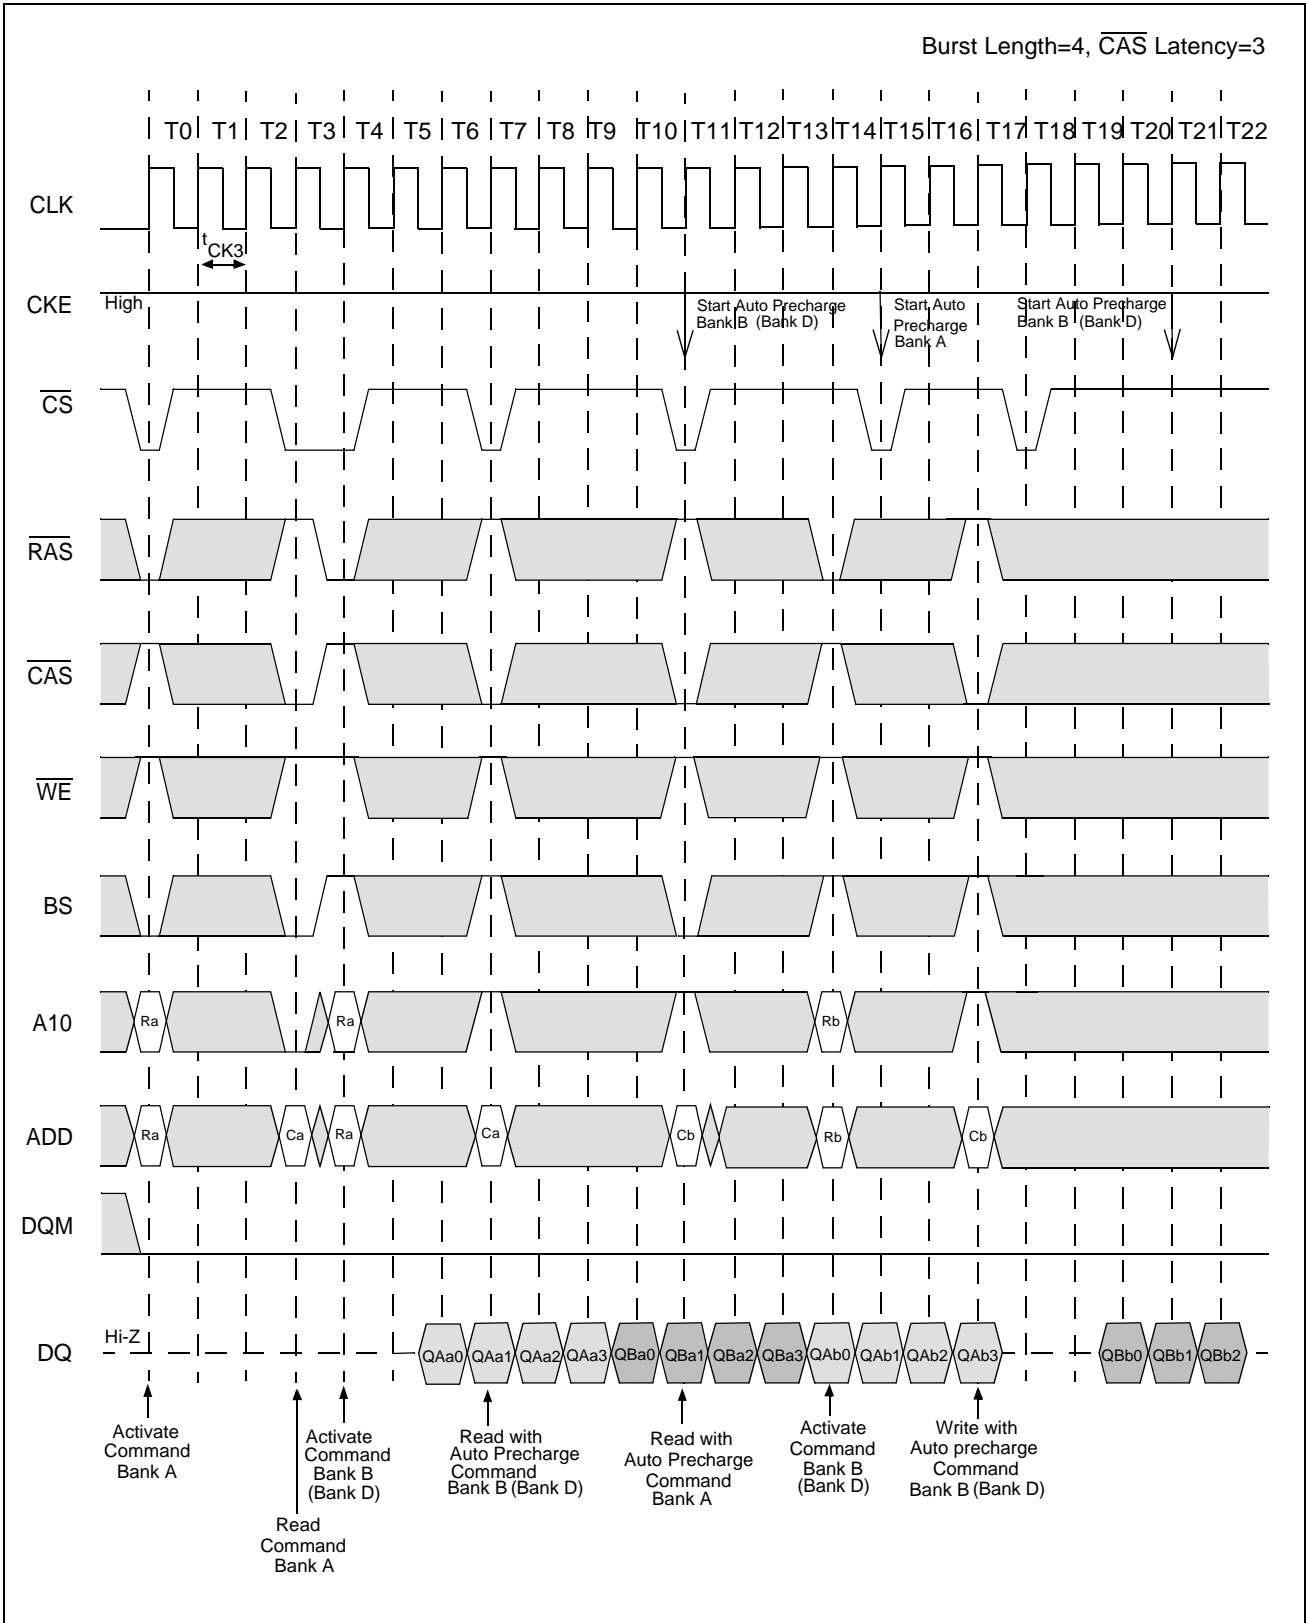 Burst Length=4, CAS Latency=3
T0 T1 T2 T3 T4 T5 T6 T7 T8 T9 T10 T11 T12 T13 T14 T15 T16 T17 T18 T19 T20 T21 T22
CLK
tCK3
CKE
High
Start Auto Precharge
Bank B (Bank D)
Start Auto
Precharge
Bank A
Start Auto Precharge
Bank B (Bank D)
CS
RAS
CAS
WE
BS
A10
Ra Ra Rb
ADD
Ra Ca Ra Ca Cb Rb Cb
DQM
DQ
Hi-Z
QAa0 QAa1 QAa2 QAa3 QBa0 QBa1 QBa2 QBa3 QAb0 QAb1 QAb2 QAb3 QBb0 QBb1 QBb2
Activate
Command
Bank A
Read
Command
Bank A
Activate
Command
Bank B
(Bank D)
Read with
Auto Precharge
Command
Bank B (Bank D)
Read with
Auto Precharge
Command
Bank A
Activate
Command
Bank B
(Bank D)
Write with
Auto precharge
Command
Bank B (Bank D)